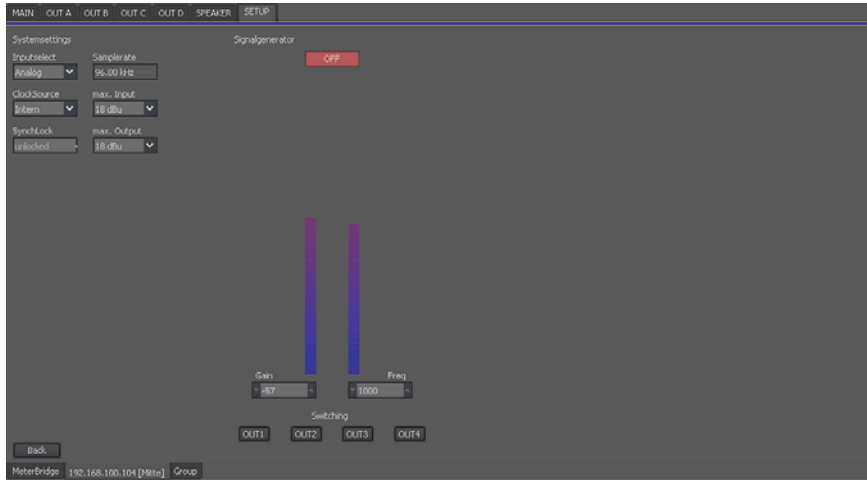 MAIN OUT A OUT B OUT C OUT D SPEAKER SETUP
Systemsettings Signalgenerator
Inputselect Samplerate OFF
Analog 96.00 kHz
ClockSource max. Input
Intern 18 dBu
SynchLock max. Output
unlocked 18 dBu
Gain Freq
-57 1000
Switching
OUT1 OUT2 OUT3 OUT4
Back
MeterBridge 192.168.100.104 [Mitte] Group